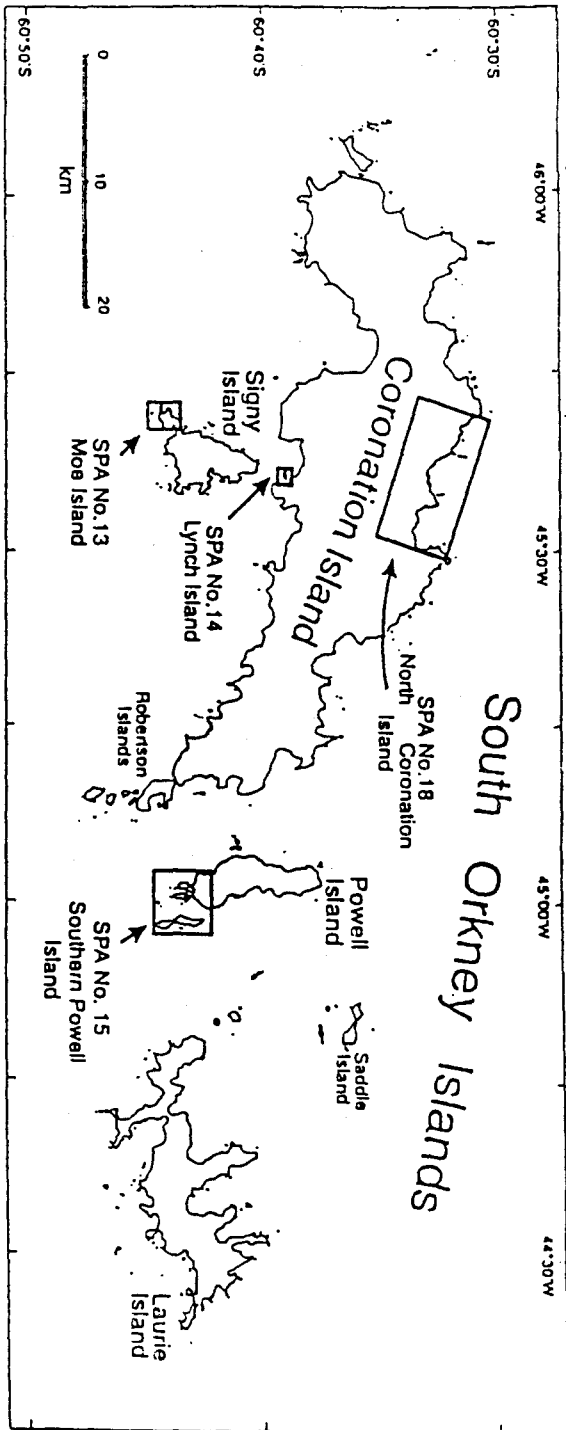 South Orkney Islands
46°00'W
45°30'W
45°00'W
44°30'W
60°30'S
60°40'S
60°50'S
Coronation Island
SPA No.18
North Coronation
Island
Powell
Island
Saddle
Island
Signy
Island
SPA No.14
Lynch Island
SPA No.13
Moe Island
Robertson
Islands
SPA No. 15
Southern Powell
Island
Laurie
Island
0 10 20
km